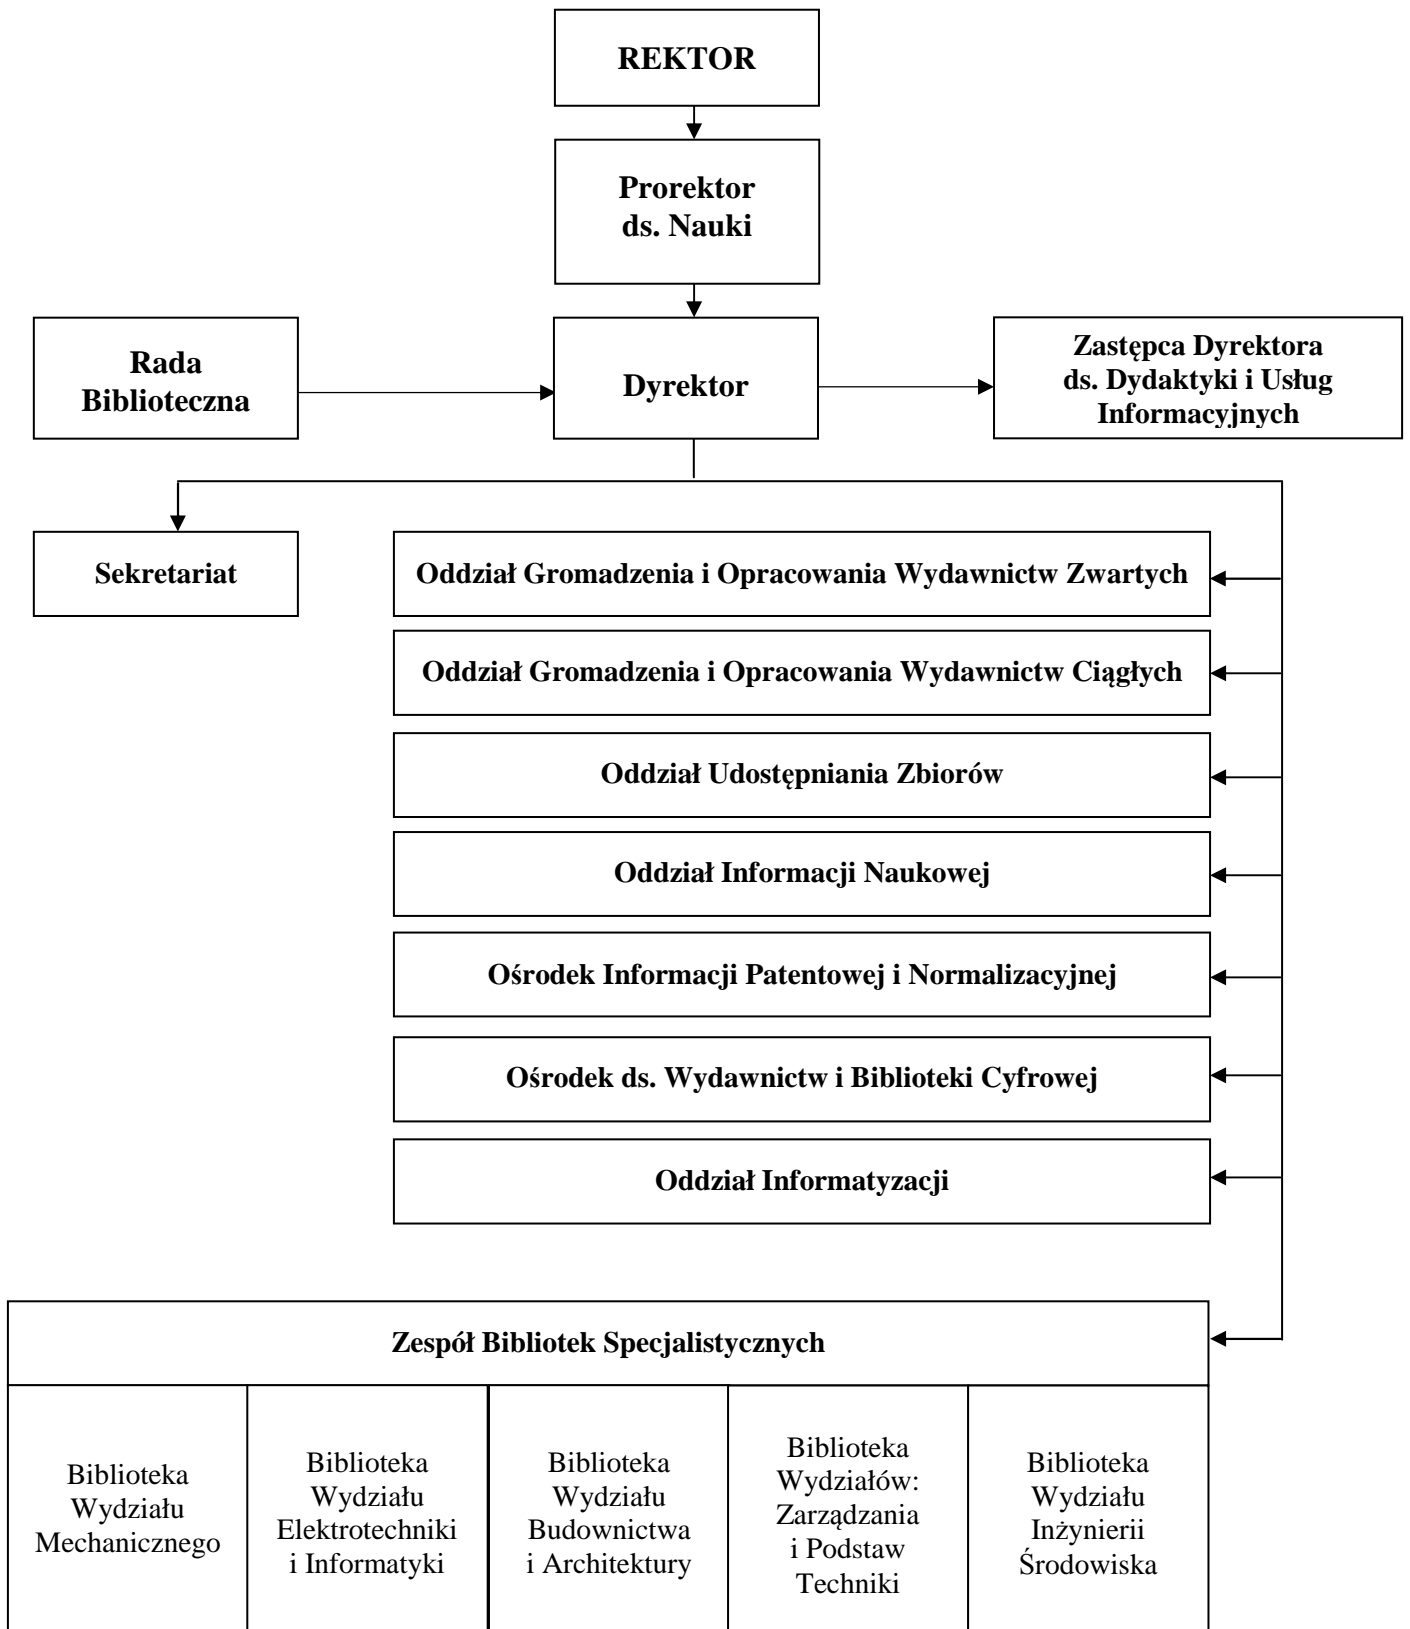 REKTOR
Prorektor
ds. Nauki
Rada
Biblioteczna
Dyrektor
Zastępca Dyrektora
ds. Dydaktyki i Usług
Informacyjnych
Sekretariat
Oddział Gromadzenia i Opracowania Wydawnictw Zwartych
Oddział Gromadzenia i Opracowania Wydawnictw Ciągłych
Oddział Udostępniania Zbiorów
Oddział Informacji Naukowej
Ośrodek Informacji Patentowej i Normalizacyjnej
Ośrodek ds. Wydawnictw i Biblioteki Cyfrowej
Oddział Informatyzacji
Zespół Bibliotek Specjalistycznych
Biblioteka
Wydziału
Mechanicznego
Biblioteka
Wydziału
Elektrotechniki
i Informatyki
Biblioteka
Wydziału
Budownictwa
i Architektury
Biblioteka
Wydziałów:
Zarządzania
i Podstaw
Techniki
Biblioteka
Wydziału
Inżynierii
Środowiska